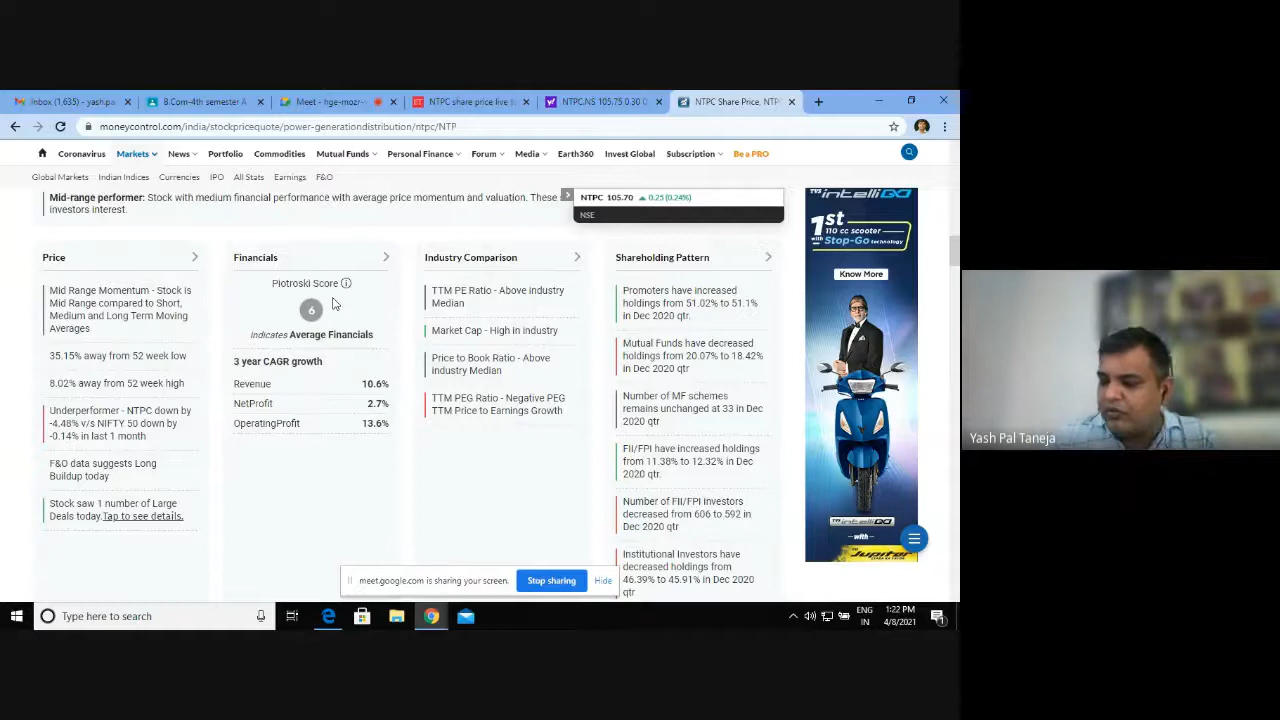 Inbox (1,635) - yash.pa
B.Com-4th semester A
Meet - hge-mozr-
NTPC share price live
NTPC.NS 105.75 0.30 0
NTPC Share Price, NTP
moneycontrol.com/india/stockpricequote/power-generationdistribution/ntpc/NTP
Coronavirus
Markets
News
Portfolio
Commodities
Mutual Funds
Personal Finance
Forum
Media
Earth360
Invest Global
Subscription
Be a PRO
Global Markets
Indian Indices
Currencies
IPO
All Stats
Earnings
F&O
Mid-range performer: Stock with medium financial performance with average price momentum and valuation. These
investors interest.
NTPC 105.70 ▲ 0.25 (0.24%)
NSE
Price
Mid Range Momentum - Stock is
Mid Range compared to Short,
Medium and Long Term Moving
Averages
35.15% away from 52 week low
8.02% away from 52 week high
Underperformer - NTPC down by
-4.48% v/s NIFTY 50 down by
-0.14% in last 1 month
F&O data suggests Long
Buildup today
Stock saw 1 number of Large
Deals today.Tap to see details.
Financials
Piotroski Score
6
indicates Average Financials
3 year CAGR growth
Revenue 10.6%
NetProfit 2.7%
OperatingProfit 13.6%
Industry Comparison
TTM PE Ratio - Above industry
Median
Market Cap - High in industry
Price to Book Ratio - Above
industry Median
TTM PEG Ratio - Negative PEG
TTM Price to Earnings Growth
Shareholding Pattern
Promoters have increased
holdings from 51.02% to 51.1%
in Dec 2020 qtr.
Mutual Funds have decreased
holdings from 20.07% to 18.42%
in Dec 2020 qtr.
Number of MF schemes
remains unchanged at 33 in Dec
2020 qtr
FII/FPI have increased holdings
from 11.38% to 12.32% in Dec
2020 qtr.
Number of FII/FPI investors
decreased from 606 to 592 in
Dec 2020 qtr
Institutional Investors have
decreased holdings from
46.39% to 45.91% in Dec 2020
qtr
TVS intelliGO
1st
110 cc scooter
with Stop-Go technology
Know More
intelliGO
with
Jupiter
meet.google.com is sharing your screen.
Stop sharing
Hide
Yash Pal Taneja
Type here to search
ENG
IN
1:22 PM
4/8/2021
1